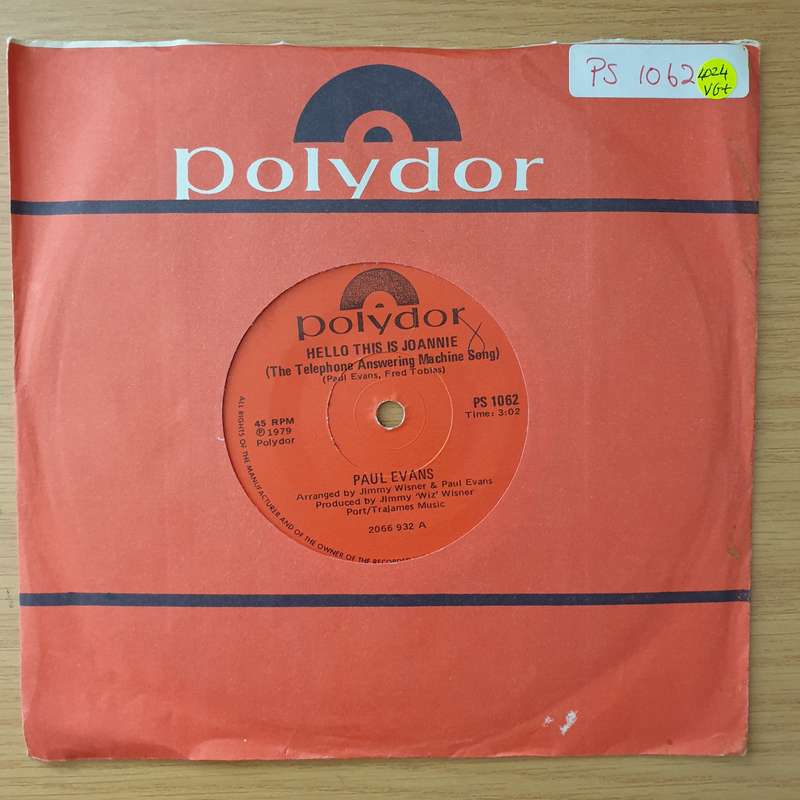 PS 1062
4024
VG+
polydor
polydor
HELLO THIS IS JOANNIE
(The Telephone Answering Machine Song)
(Paul Evans, Fred Tobias)
45 RPM
℗ 1979
Polydor
PS 1062
Time: 3:02
PAUL EVANS
Arranged by Jimmy Wisner & Paul Evans
Produced by Jimmy 'Wiz' Wisner
Port/Trajames Music
2066 932 A
ALL RIGHTS OF THE MANUFACTURER AND OF THE OWNER OF THE RECORDED